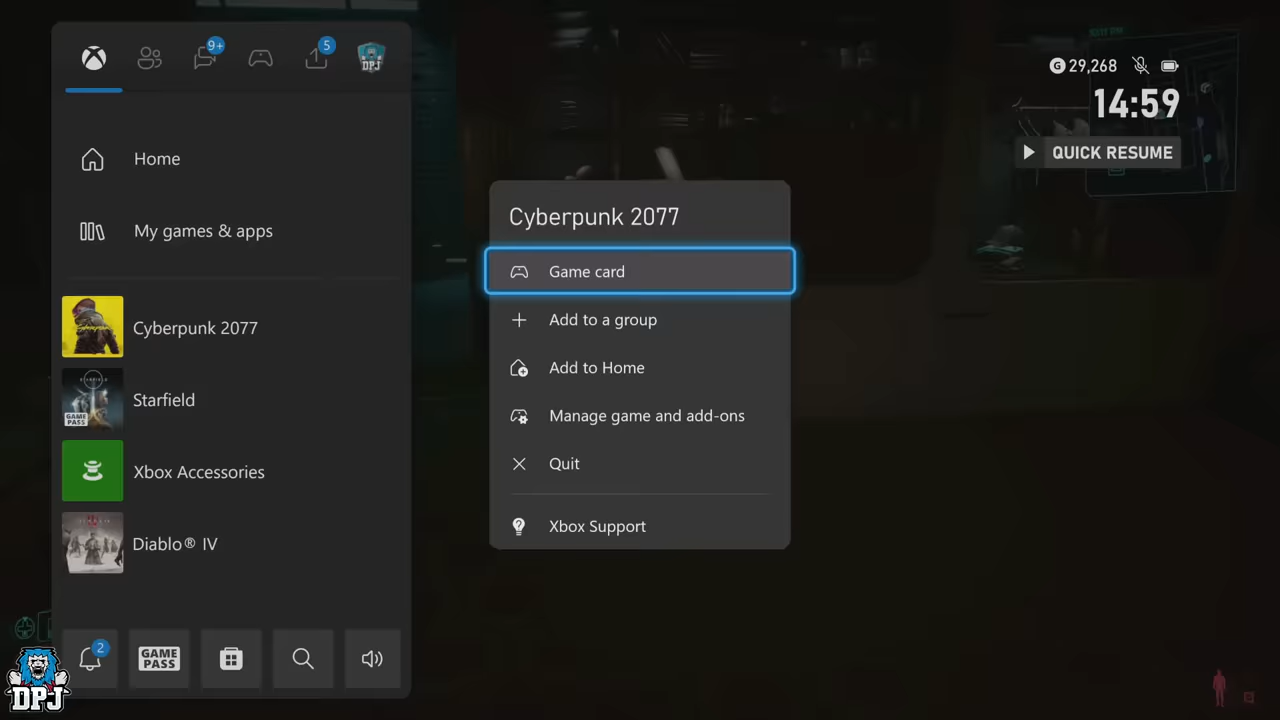 9+
5
DPJ
Home
My games & apps
Cyberpunk 2077
Starfield
GAME PASS
Xbox Accessories
Diablo® IV
2
GAME
PASS
DPJ
Cyberpunk 2077
Game card
Add to a group
Add to Home
Manage game and add-ons
Quit
Xbox Support
G 29,268
14:59
QUICK RESUME